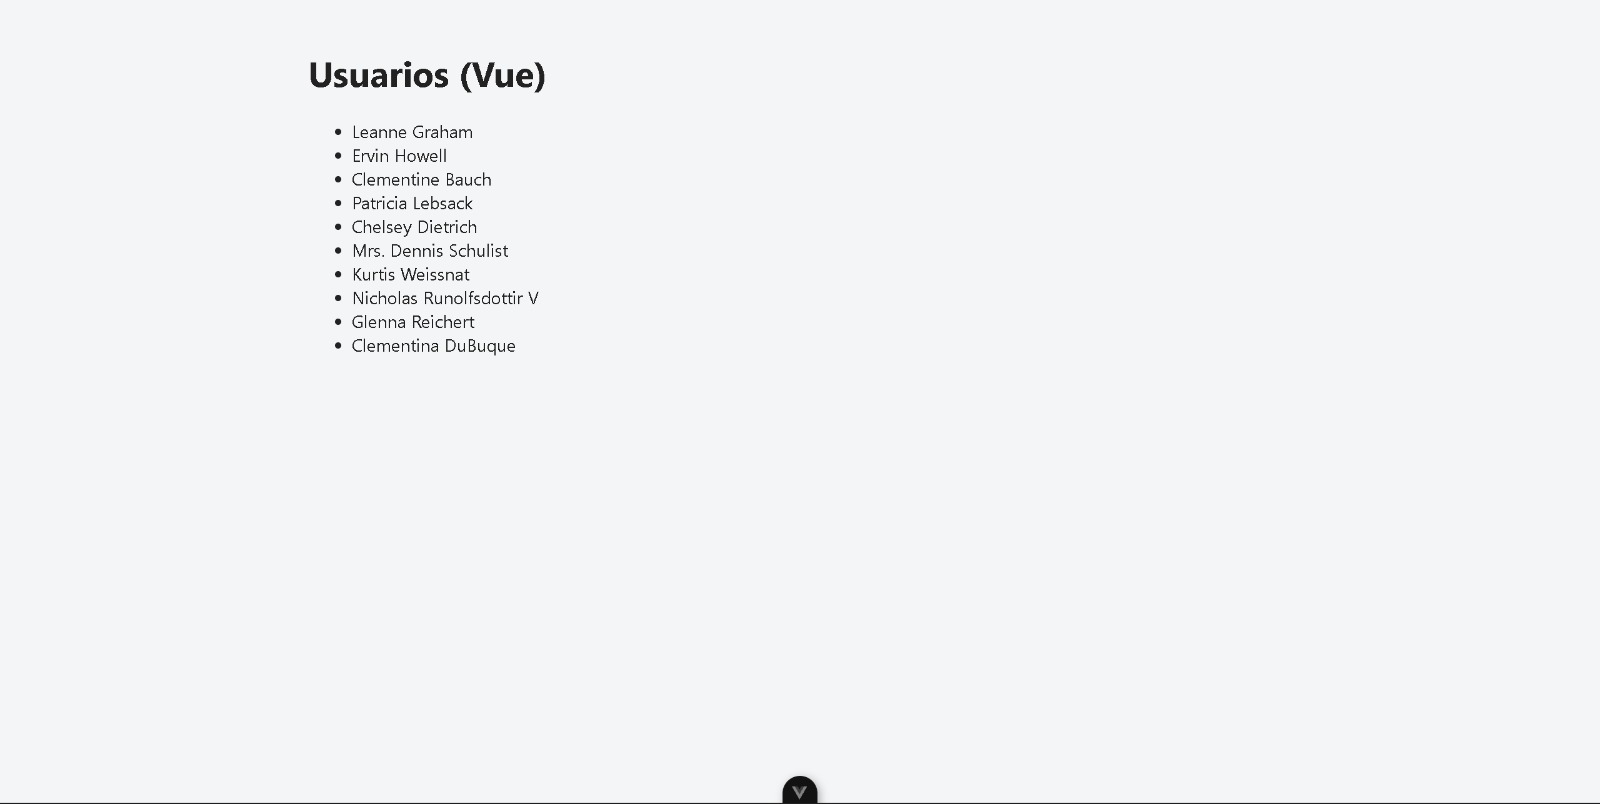 Usuarios (Vue)
Leanne Graham
Ervin Howell
Clementine Bauch
Patricia Lebsack
Chelsey Dietrich
Mrs. Dennis Schulist
Kurtis Weissnat
Nicholas Runolfsdottir V
Glenna Reichert
Clementina DuBuque